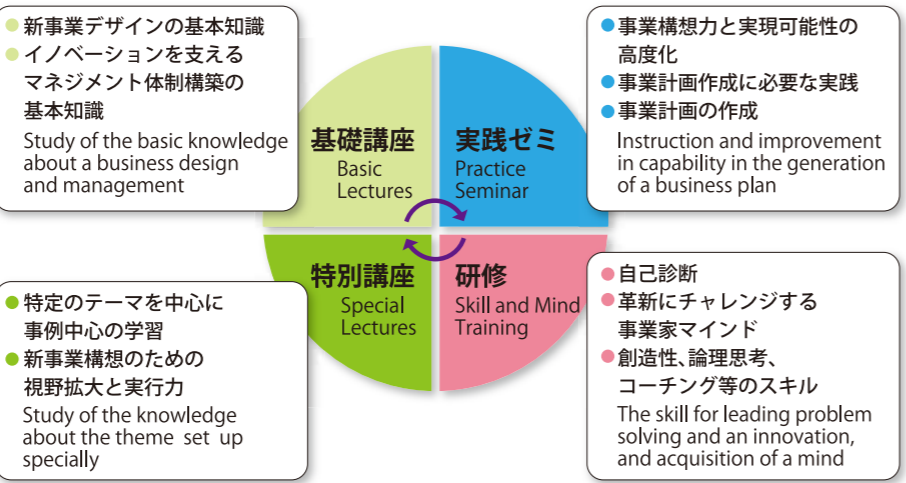 ●新事業デザインの基本知識
●イノベーションを支える
マネジメント体制構築の
基本知識
Study of the basic knowledge
about a business design
and management
基礎講座
Basic
Lectures
実践ゼミ
Practice
Seminar
●事業構想力と実現可能性の
高度化
●事業計画作成に必要な実践
●事業計画の作成
Instruction and improvement
in capability in the generation
of a business plan
●特定のテーマを中心に
事例中心の学習
●新事業構想のための
視野拡大と実行力
Study of the knowledge
about the theme set up
specially
特別講座
Special
Lectures
研修
Skill and Mind
Training
●自己診断
●革新にチャレンジする
事業家マインド
●創造性、論理思考、
コーチング等のスキル
The skill for leading problem
solving and an innovation,
and acquisition of a mind